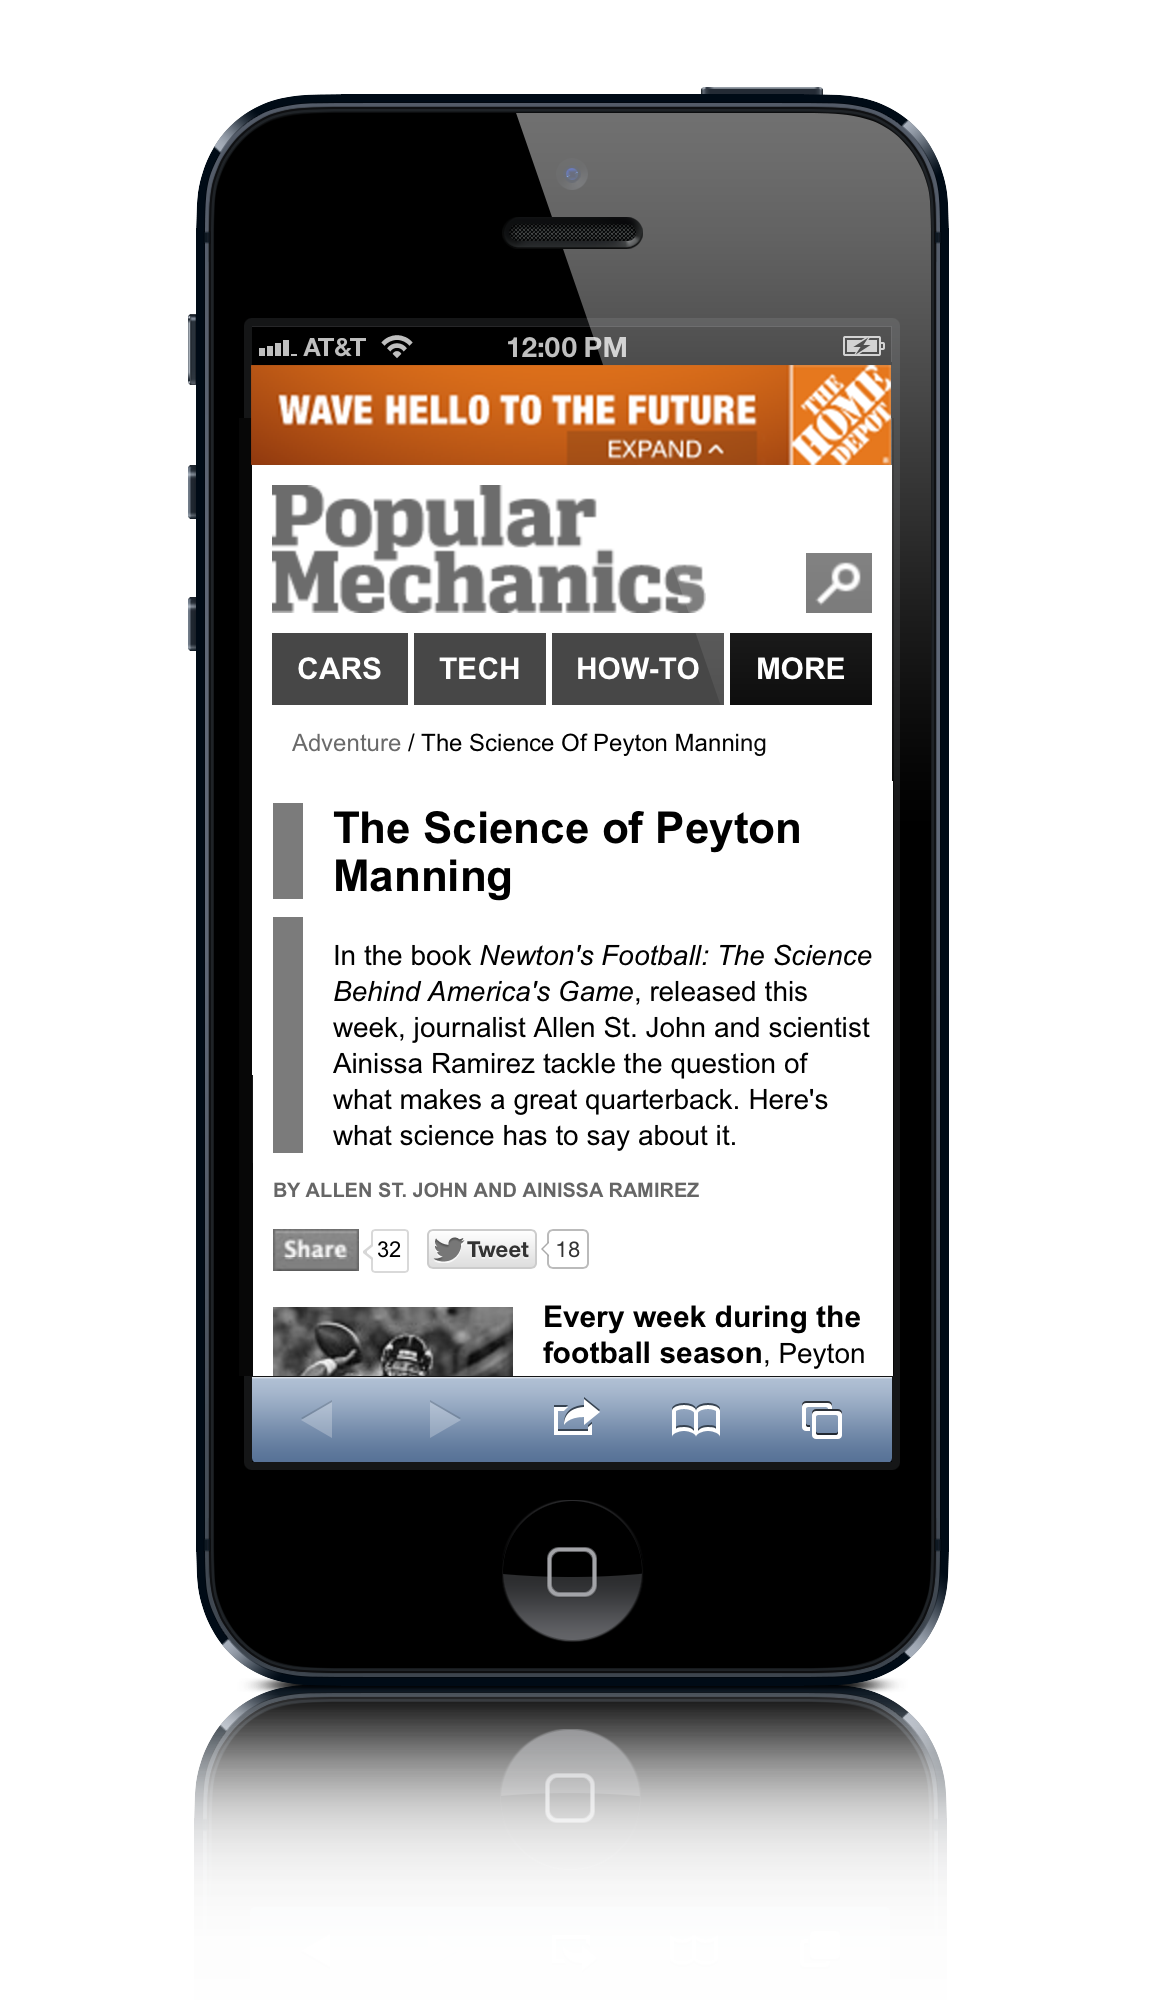 AT&T 12:00 PM
WAVE HELLO TO THE FUTURE
EXPAND
THE
HOME
DEPOT
Popular
Mechanics
CARS TECH HOW-TO MORE
Adventure / The Science Of Peyton Manning
The Science of Peyton
Manning
In the book Newton's Football: The Science
Behind America's Game, released this
week, journalist Allen St. John and scientist
Ainissa Ramirez tackle the question of
what makes a great quarterback. Here's
what science has to say about it.
BY ALLEN ST. JOHN AND AINISSA RAMIREZ
Share 32 Tweet 18
Every week during the
football season, Peyton